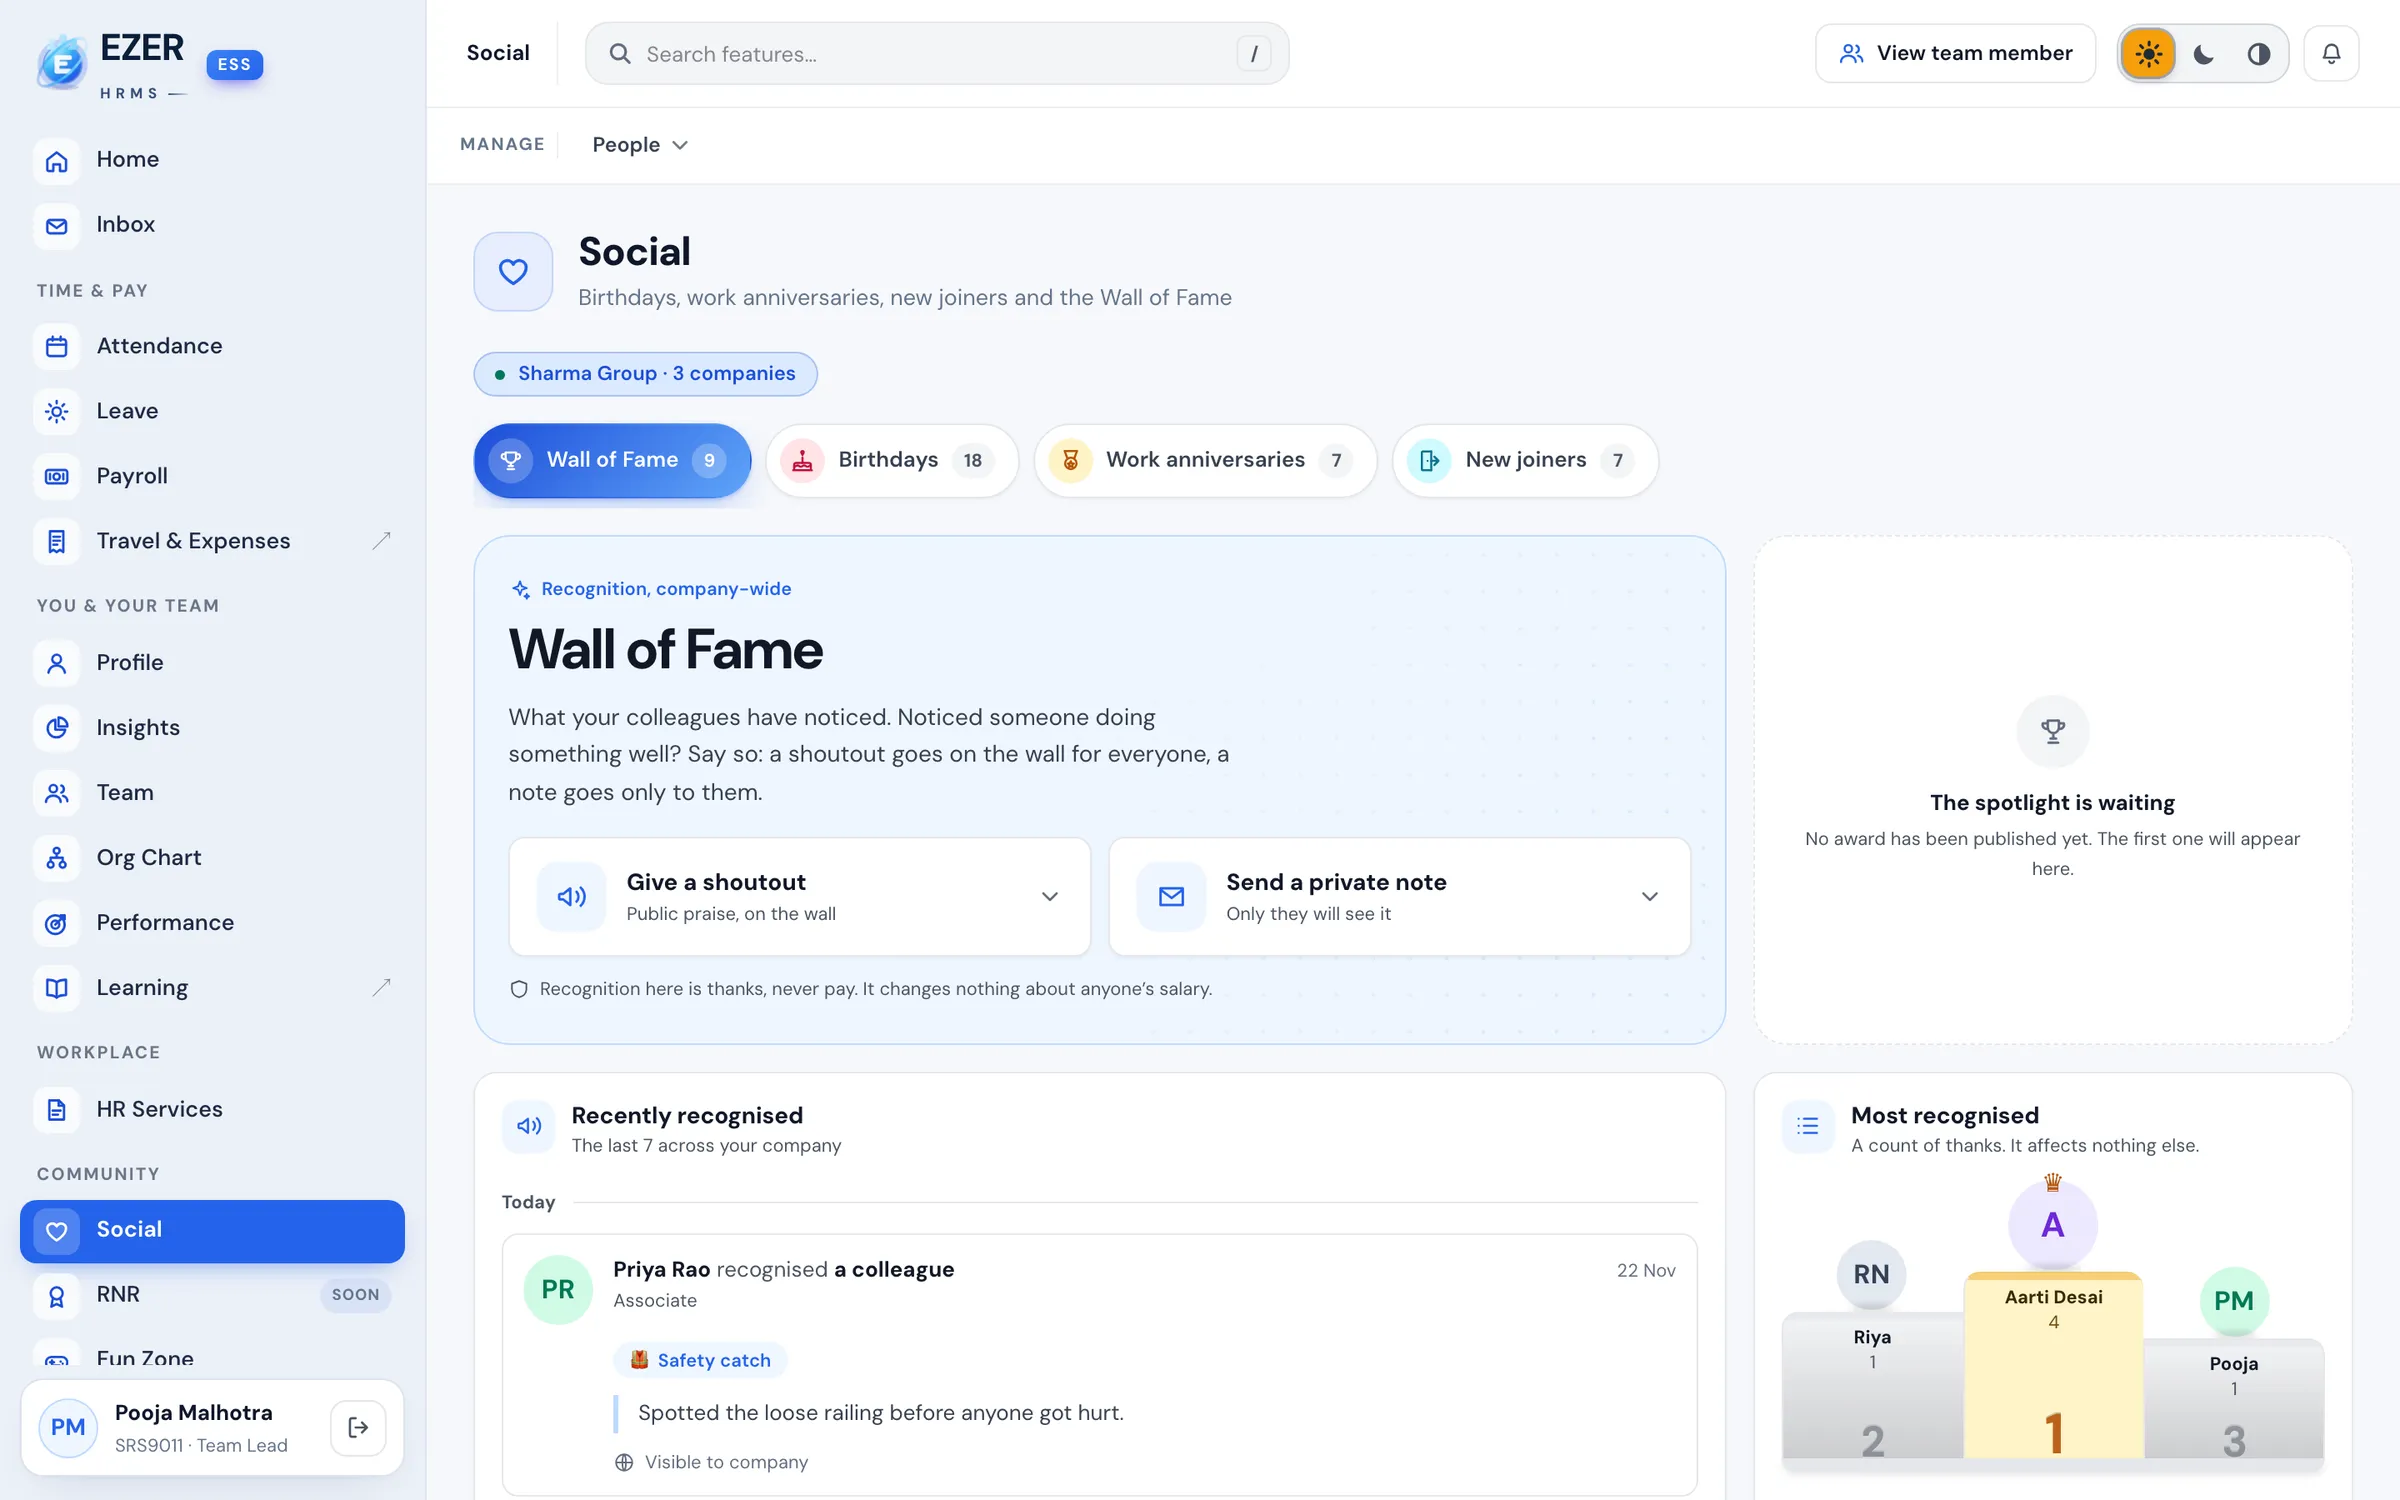 EZER
HRMS
ESS
Home
Inbox
TIME & PAY
Attendance
Leave
Payroll
Travel & Expenses
YOU & YOUR TEAM
Profile
Insights
Team
Org Chart
Performance
Learning
WORKPLACE
HR Services
COMMUNITY
Social
RNR
SOON
Fun Zone
PM
Pooja Malhotra
SRS9011 · Team Lead
Social
Search features...
/
View team member
MANAGE
People
Social
Birthdays, work anniversaries, new joiners and the Wall of Fame
Sharma Group · 3 companies
Wall of Fame 9
Birthdays 18
Work anniversaries 7
New joiners 7
Recognition, company-wide
Wall of Fame
What your colleagues have noticed. Noticed someone doing
something well? Say so: a shoutout goes on the wall for everyone, a
note goes only to them.
Give a shoutout
Public praise, on the wall
Send a private note
Only they will see it
Recognition here is thanks, never pay. It changes nothing about anyone’s salary.
The spotlight is waiting
No award has been published yet. The first one will appear
here.
Recently recognised
The last 7 across your company
Today
PR
Priya Rao recognised a colleague
22 Nov
Associate
Safety catch
Spotted the loose railing before anyone got hurt.
Visible to company
Most recognised
A count of thanks. It affects nothing else.
RN
Riya
1
2
A
Aarti Desai
4
1
PM
Pooja
1
3